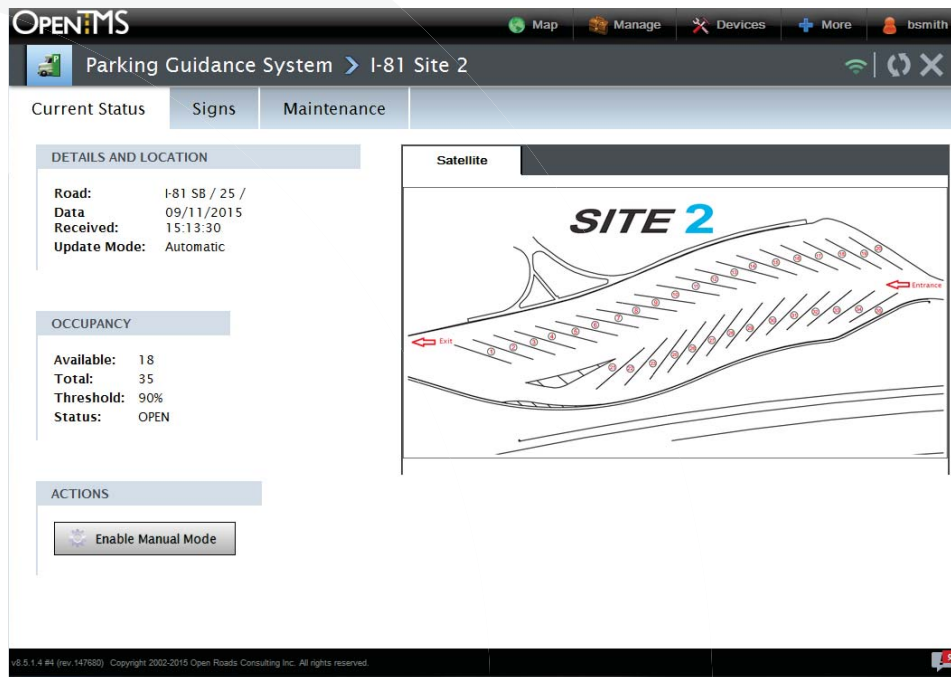 OPENTMS
Map Manage Devices More bsmith
Parking Guidance System > I-81 Site 2
Current Status Signs Maintenance
DETAILS AND LOCATION
Road: I-81 SB / 25 /
Data Received: 09/11/2015 15:13:30
Update Mode: Automatic
OCCUPANCY
Available: 18
Total: 35
Threshold: 90%
Status: OPEN
ACTIONS
Enable Manual Mode
Satellite
SITE 2
Entrance
Exit
v8.5.1.4 #4 (rev.147680) Copyright 2002-2015 Open Roads Consulting Inc. All rights reserved.